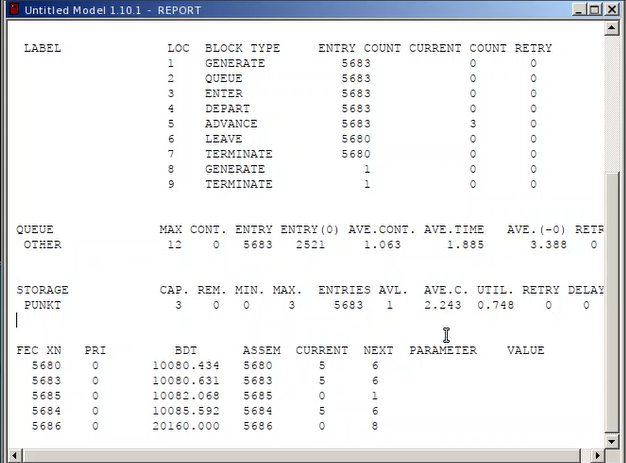 Untitled Model 1.10.1 - REPORT
LABEL LOC BLOCK TYPE ENTRY COUNT CURRENT COUNT RETRY
1 GENERATE 5683 0 0
2 QUEUE 5683 0 0
3 ENTER 5683 0 0
4 DEPART 5683 0 0
5 ADVANCE 5683 3 0
6 LEAVE 5680 0 0
7 TERMINATE 5680 0 0
8 GENERATE 1 0 0
9 TERMINATE 1 0 0
QUEUE MAX CONT. ENTRY ENTRY(0) AVE.CONT. AVE.TIME AVE.(-0) RETR
OTHER 12 0 5683 2521 1.063 1.885 3.388 0
STORAGE CAP. REM. MIN. MAX. ENTRIES AVL. AVE.C. UTIL. RETRY DELAY
PUNKT 3 0 0 3 5683 1 2.243 0.748 0 0
FEC XN PRI BDT ASSEM CURRENT NEXT PARAMETER VALUE
5680 0 10080.434 5680 5 6
5683 0 10080.631 5683 5 6
5685 0 10082.068 5685 0 1
5684 0 10085.592 5684 5 6
5686 0 20160.000 5686 0 8